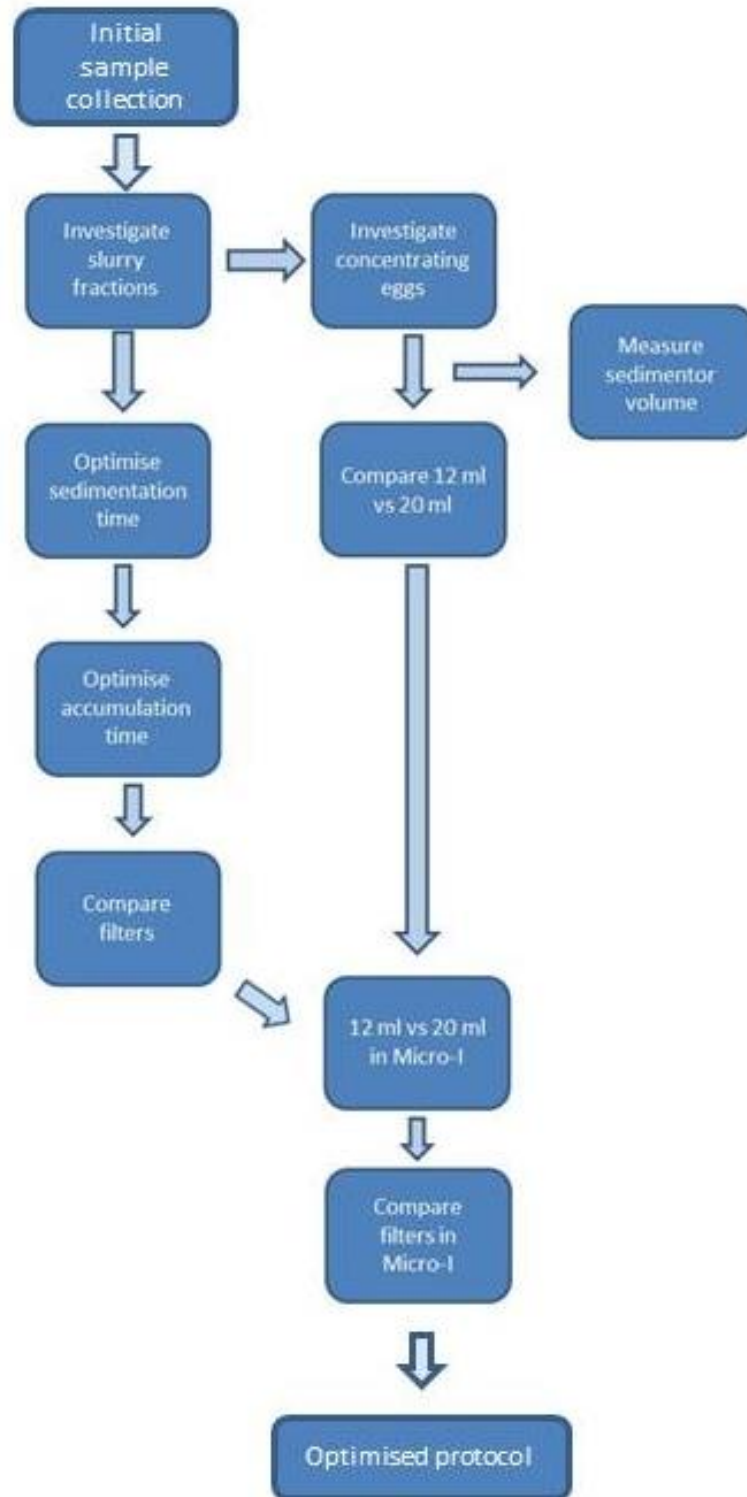 Initial
sample
collection
Investigate
slurry
fractions
Investigate
concentrating
eggs
Measure
sedimentor
volume
Optimise
sedimentation
time
Compare 12 ml
vs 20 ml
Optimise
accumulation
time
Compare
filters
12 ml vs 20 ml
in Micro-I
Compare
filters in
Micro-I
Optimised protocol